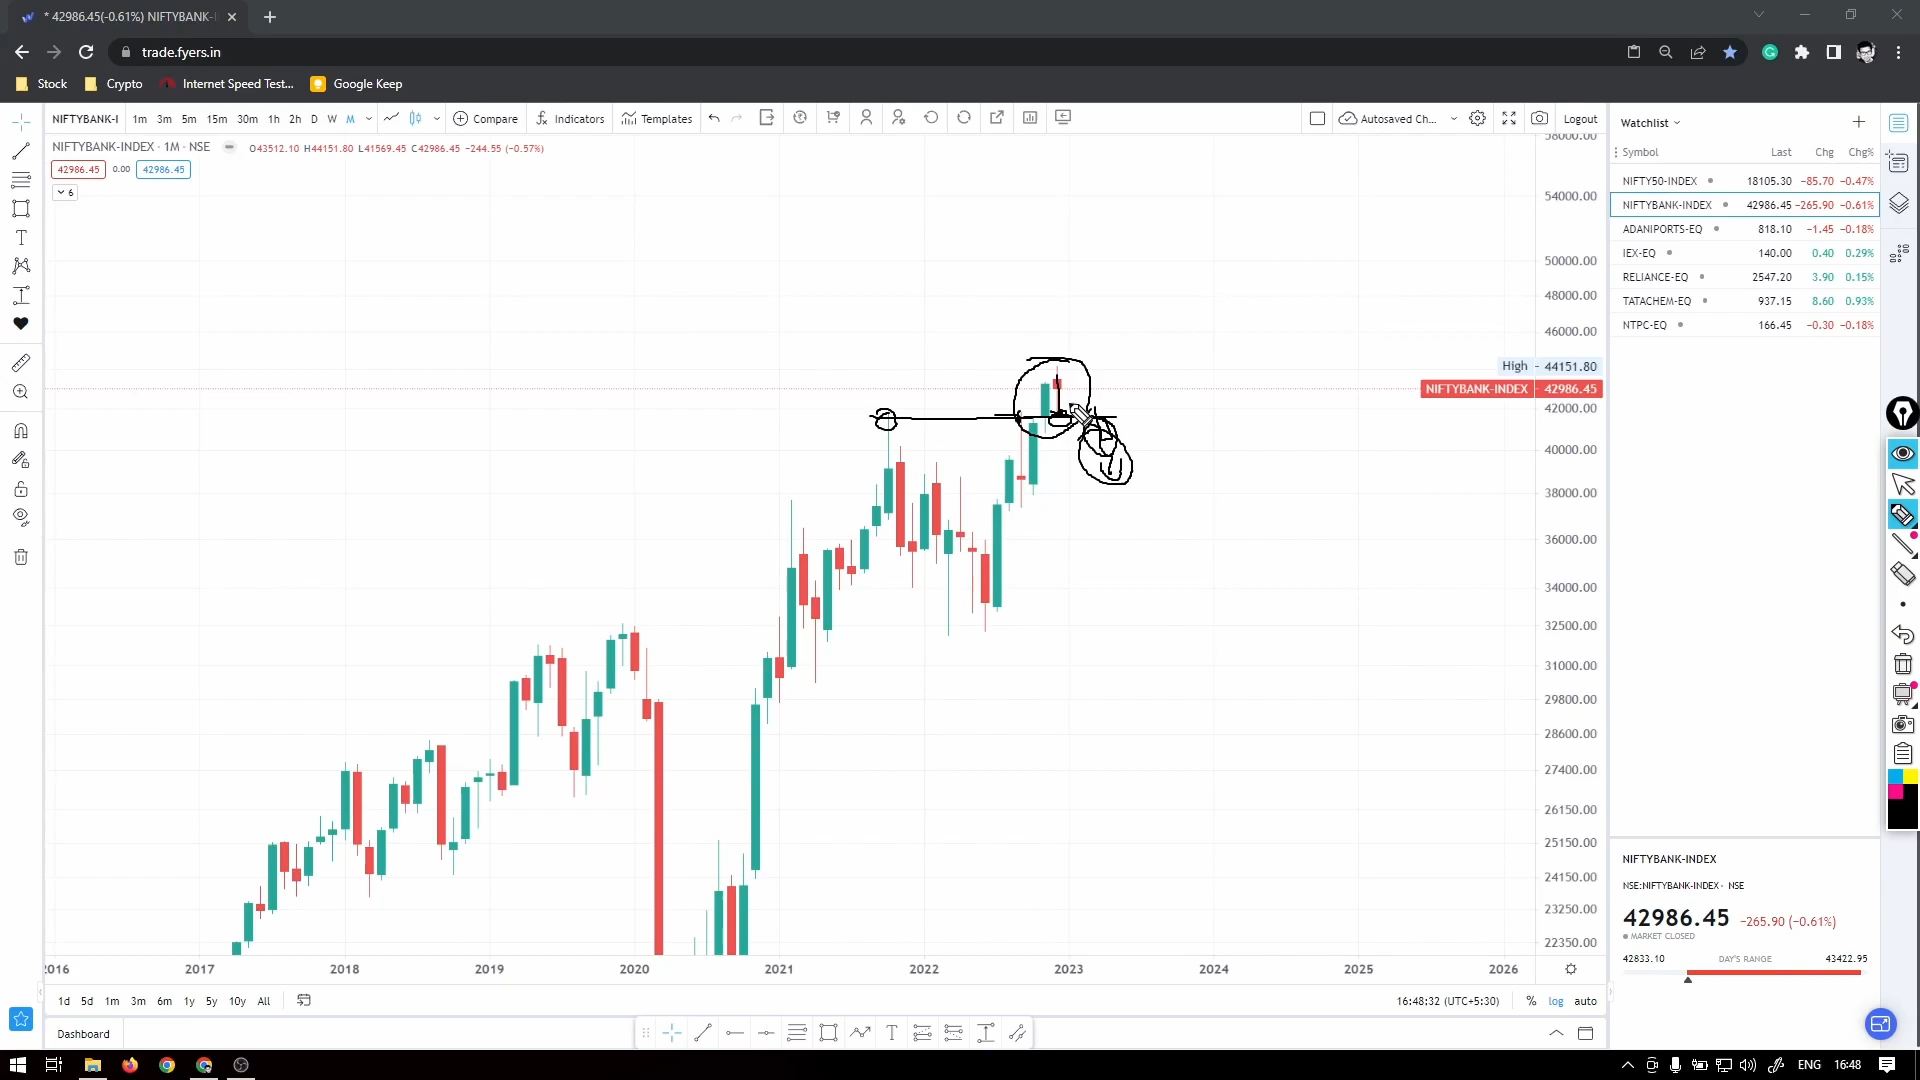 * 42986.45(-0.61%) NIFTYBANK-I
trade.fyers.in
Stock Crypto Internet Speed Test... Google Keep
NIFTYBANK-I 1m 3m 5m 15m 30m 1h 2h D W M Compare Indicators Templates Autosaved Ch... Logout
NIFTYBANK-INDEX · 1M · NSE O43512.10 H44151.80 L41569.45 C42986.45 −244.55 (−0.57%)
42986.45 0.00 42986.45
6
58000.00
54000.00
50000.00
48000.00
46000.00
High 44151.80
NIFTYBANK-INDEX 42986.45
42000.00
40000.00
38000.00
36000.00
34000.00
32500.00
31000.00
29800.00
28600.00
27400.00
26150.00
25150.00
24150.00
23250.00
22350.00
2016 2017 2018 2019 2020 2021 2022 2023 2024 2025 2026
1d 5d 1m 3m 6m 1y 5y 10y All 16:48:32 (UTC+5:30) % log auto
Dashboard
Watchlist
Symbol Last Chg Chg%
NIFTY50-INDEX 18105.30 −85.70 −0.47%
NIFTYBANK-INDEX 42986.45 −265.90 −0.61%
ADANIPORTS-EQ 818.10 −1.45 −0.18%
IEX-EQ 140.00 0.40 0.29%
RELIANCE-EQ 2547.20 3.90 0.15%
TATACHEM-EQ 937.15 8.60 0.93%
NTPC-EQ 166.45 −0.30 −0.18%
NIFTYBANK-INDEX
NSE:NIFTYBANK-INDEX · NSE
42986.45 −265.90 (−0.61%)
MARKET CLOSED
42833.10 DAY'S RANGE 43422.95
ENG 16:48